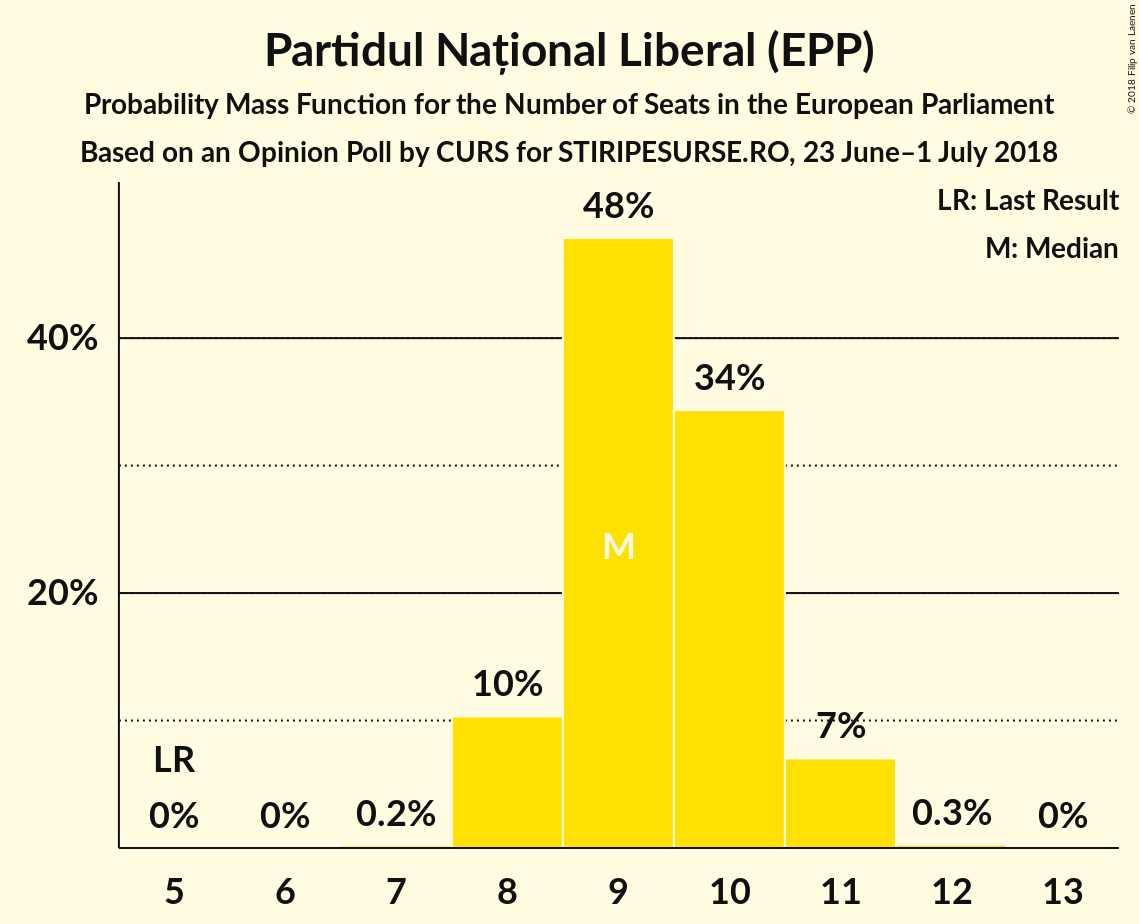 Partidul Național Liberal (EPP)
Probability Mass Function for the Number of Seats in the European Parliament
Based on an Opinion Poll by CURS for STIRIPESURSE.RO, 23 June–1 July 2018
© 2018 Filip van Laenen
LR: Last Result
M: Median
48%
40%
34%
M
20%
10%
7%
LR
0%
0%
0.2%
0.3%
0%
5 6 7 8 9 10 11 12 13